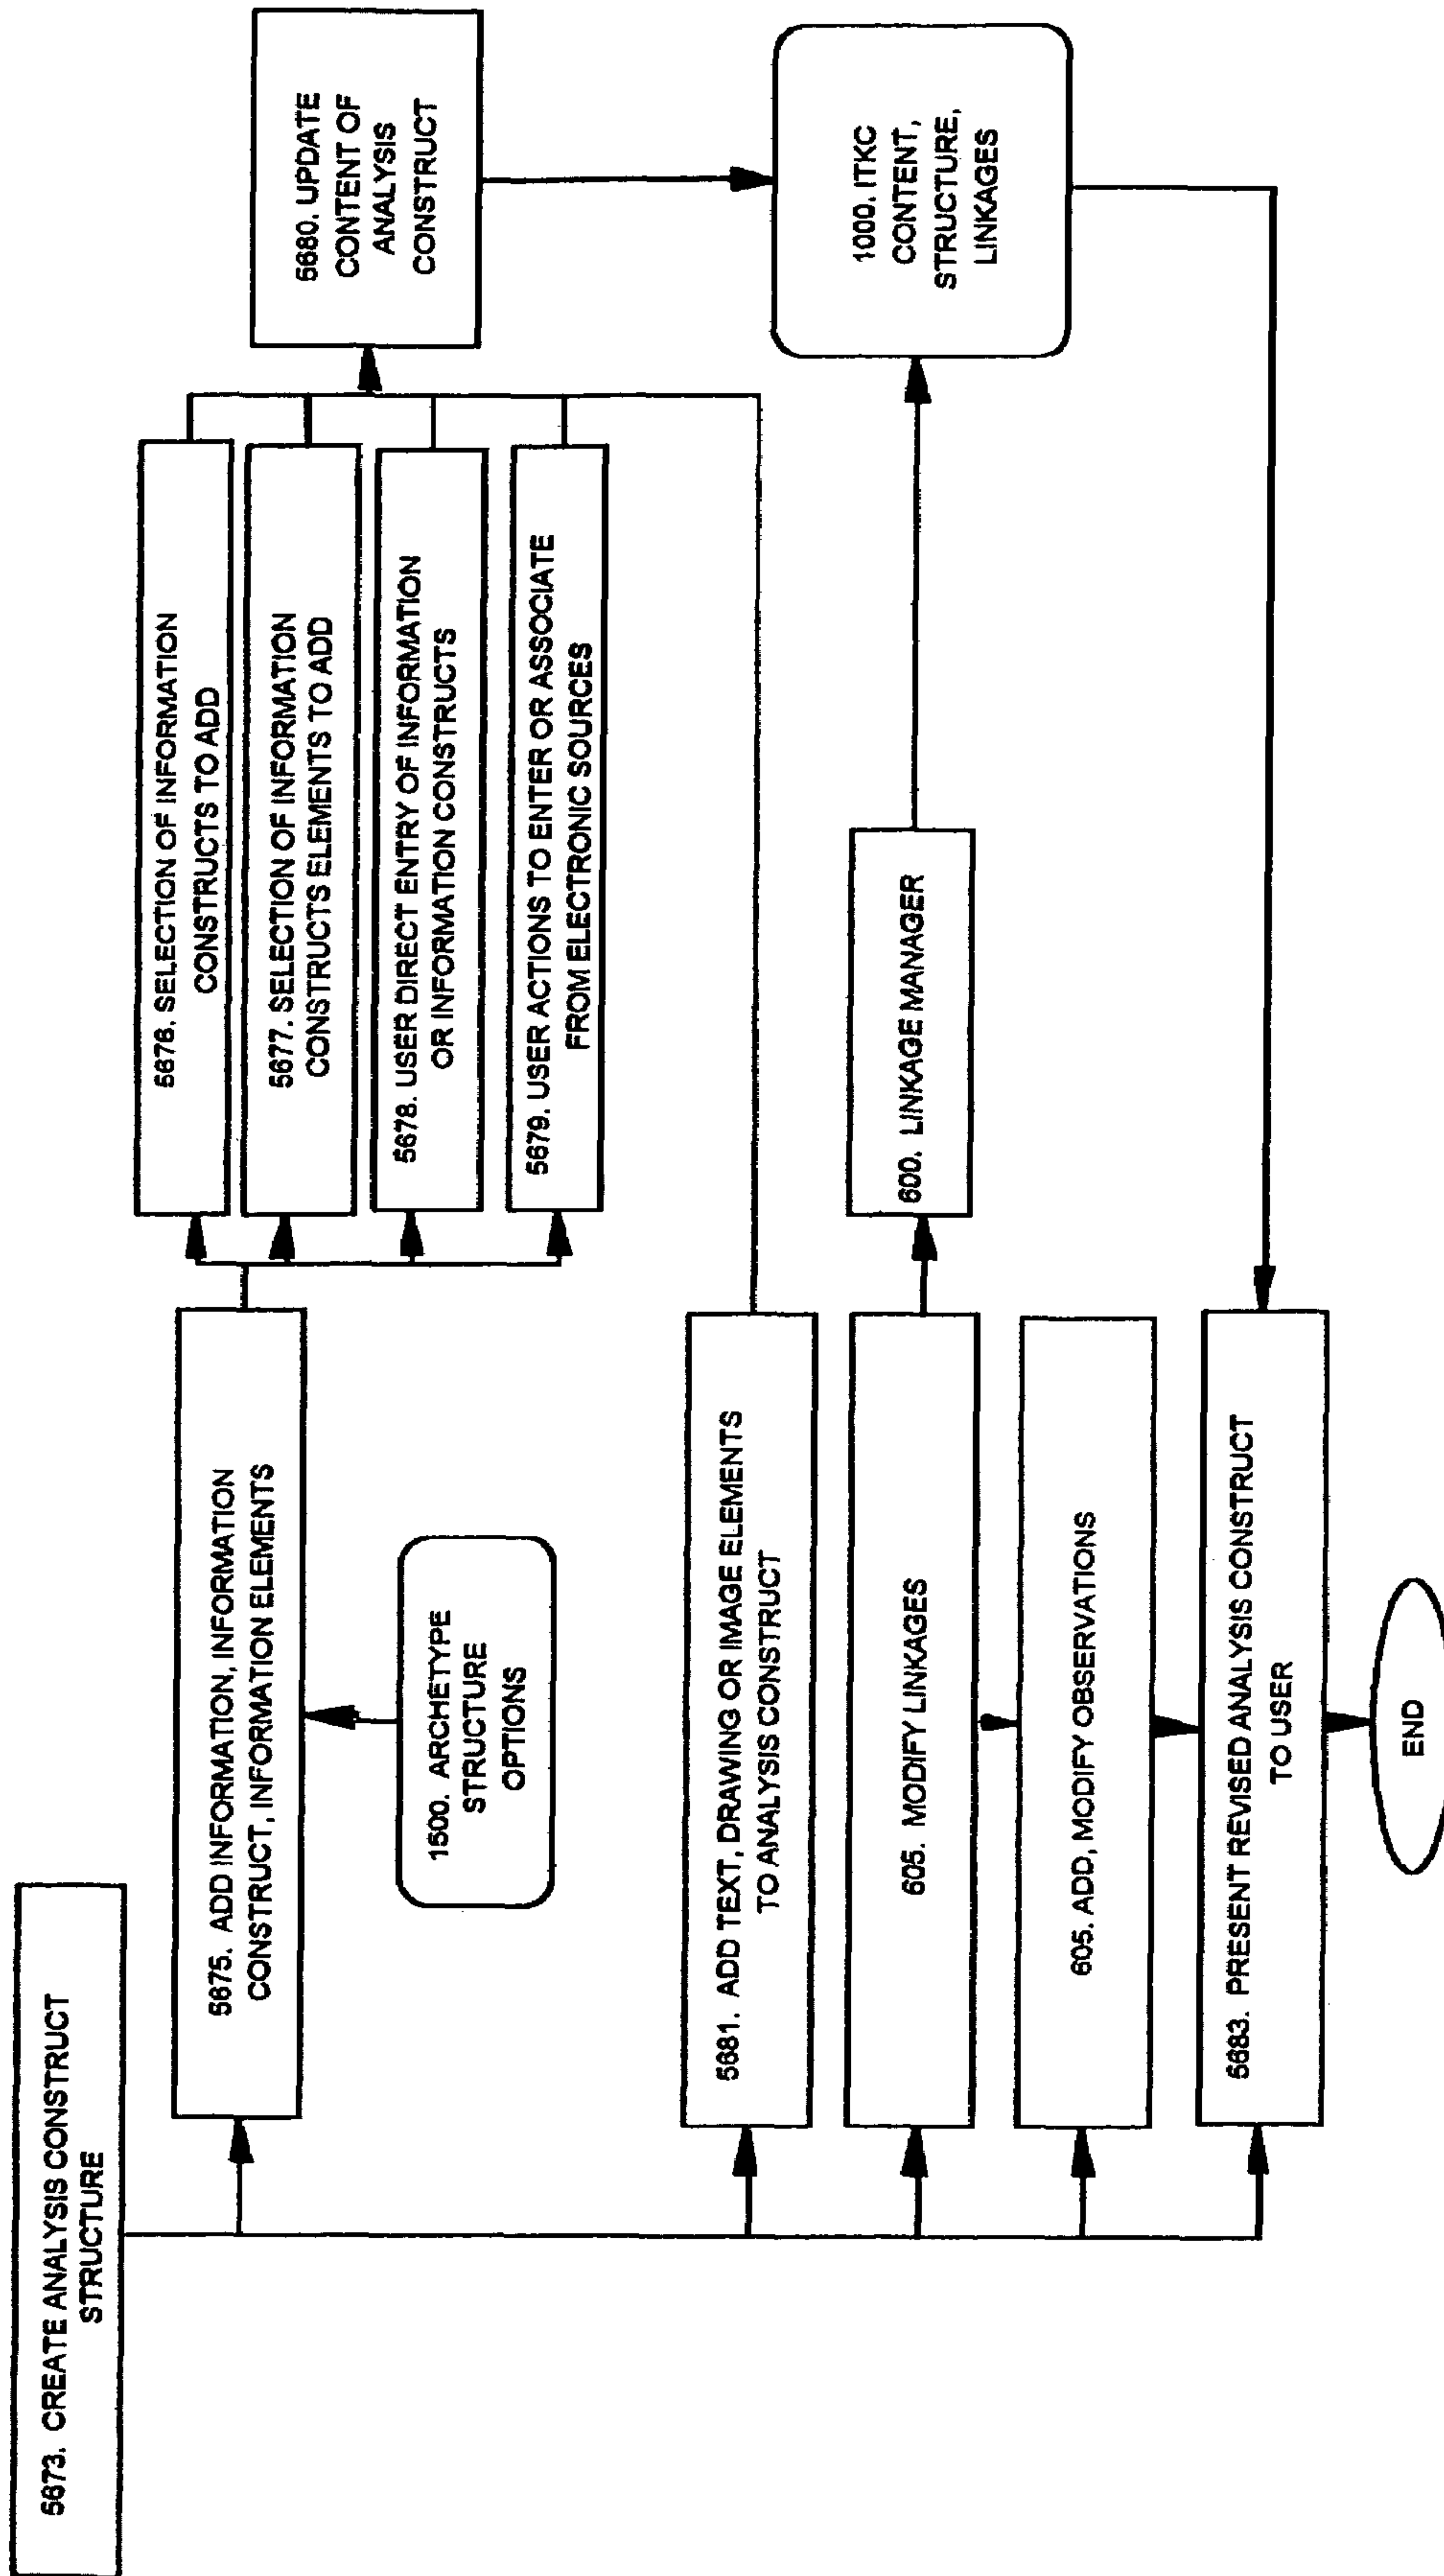 5673. CREATE ANALYSIS CONSTRUCT
STRUCTURE
5675. ADD INFORMATION, INFORMATION
CONSTRUCT, INFORMATION ELEMENTS
1500. ARCHETYPE
STRUCTURE
OPTIONS
5676. SELECTION OF INFORMATION
CONSTRUCTS TO ADD
5677. SELECTION OF INFORMATION
CONSTRUCTS ELEMENTS TO ADD
5678. USER DIRECT ENTRY OF INFORMATION
OR INFORMATION CONSTRUCTS
5679. USER ACTIONS TO ENTER OR ASSOCIATE
FROM ELECTRONIC SOURCES
5680. UPDATE
CONTENT OF
ANALYSIS
CONSTRUCT
5681. ADD TEXT, DRAWING OR IMAGE ELEMENTS
TO ANALYSIS CONSTRUCT
605. MODIFY LINKAGES
600. LINKAGE MANAGER
1000. ITKC
CONTENT,
STRUCTURE,
LINKAGES
605. ADD, MODIFY OBSERVATIONS
5683. PRESENT REVISED ANALYSIS CONSTRUCT
TO USER
END